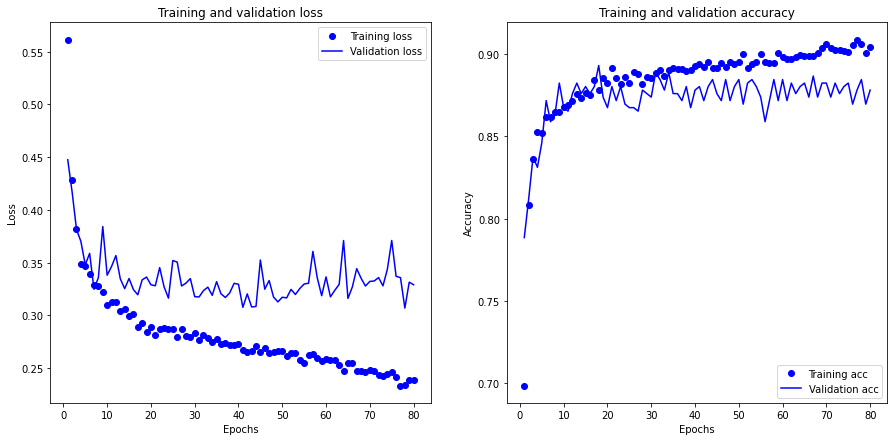 Training and validation loss
Training loss
Validation loss
0.55
0.50
0.45
0.40
0.35
0.30
0.25
Loss
0 10 20 30 40 50 60 70 80
Epochs
Training and validation accuracy
0.90
0.85
0.80
0.75
0.70
Accuracy
Training acc
Validation acc
0 10 20 30 40 50 60 70 80
Epochs